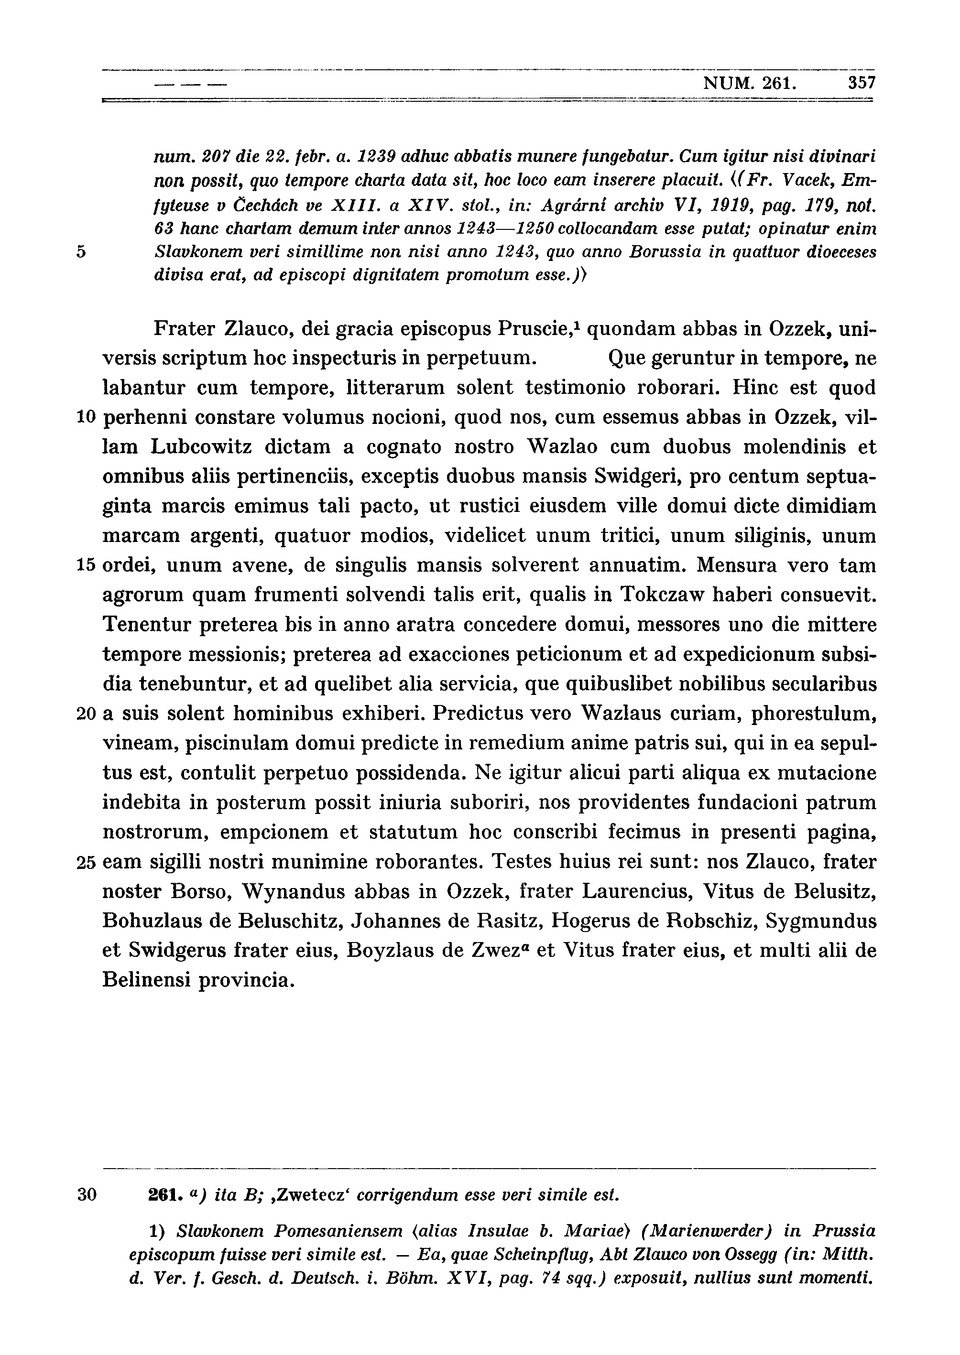 — — — NUM. 261. 357
num. 207 die 22. febr. a. 1239 adhuc abbatis munere fungebatur. Cum igitur nisi divinari
non possit, quo tempore charta data sit, hoc loco eam inserere placuit. ⟨(Fr. Vacek, Em-
fyteuse v Čechách ve XIII. a XIV. stol., in: Agrární archiv VI, 1919, pag. 179, not.
63 hanc chartam demum inter annos 1243—1250 collocandam esse putat; opinatur enim
5 Slavkonem veri simillime non nisi anno 1243, quo anno Borussia in quattuor dioeceses
divisa erat, ad episcopi dignitatem promotum esse.)⟩
Frater Zlauco, dei gracia episcopus Pruscie,¹ quondam abbas in Ozzek, uni-
versis scriptum hoc inspecturis in perpetuum. Que geruntur in tempore, ne
labantur cum tempore, litterarum solent testimonio roborari. Hinc est quod
10 perhenni constare volumus nocioni, quod nos, cum essemus abbas in Ozzek, vil-
lam Lubcowitz dictam a cognato nostro Wazlao cum duobus molendinis et
omnibus aliis pertinenciis, exceptis duobus mansis Swidgeri, pro centum septua-
ginta marcis emimus tali pacto, ut rustici eiusdem ville domui dicte dimidiam
marcam argenti, quatuor modios, videlicet unum tritici, unum siliginis, unum
15 ordei, unum avene, de singulis mansis solverent annuatim. Mensura vero tam
agrorum quam frumenti solvendi talis erit, qualis in Tokczaw haberi consuevit.
Tenentur preterea bis in anno aratra concedere domui, messores uno die mittere
tempore messionis; preterea ad exacciones peticionum et ad expedicionum subsi-
dia tenebuntur, et ad quelibet alia servicia, que quibuslibet nobilibus secularibus
20 a suis solent hominibus exhiberi. Predictus vero Wazlaus curiam, phorestulum,
vineam, piscinulam domui predicte in remedium anime patris sui, qui in ea sepul-
tus est, contulit perpetuo possidenda. Ne igitur alicui parti aliqua ex mutacione
indebita in posterum possit iniuria suboriri, nos providentes fundacioni patrum
nostrorum, empcionem et statutum hoc conscribi fecimus in presenti pagina,
25 eam sigilli nostri munimine roborantes. Testes huius rei sunt: nos Zlauco, frater
noster Borso, Wynandus abbas in Ozzek, frater Laurencius, Vitus de Belusitz,
Bohuzlaus de Beluschitz, Johannes de Rasitz, Hogerus de Robschiz, Sygmundus
et Swidgerus frater eius, Boyzlaus de Zwezᵃ et Vitus frater eius, et multi alii de
Belinensi provincia.
30 261. ᵃ) ita B; ‚Zwetecz‘ corrigendum esse veri simile est.
1) Slavkonem Pomesaniensem ⟨alias Insulae b. Mariae⟩ (Marienwerder) in Prussia
episcopum fuisse veri simile est. — Ea, quae Scheinpflug, Abt Zlauco von Ossegg (in: Mitth.
d. Ver. f. Gesch. d. Deutsch. i. Böhm. XVI, pag. 74 sqq.) exposuit, nullius sunt momenti.